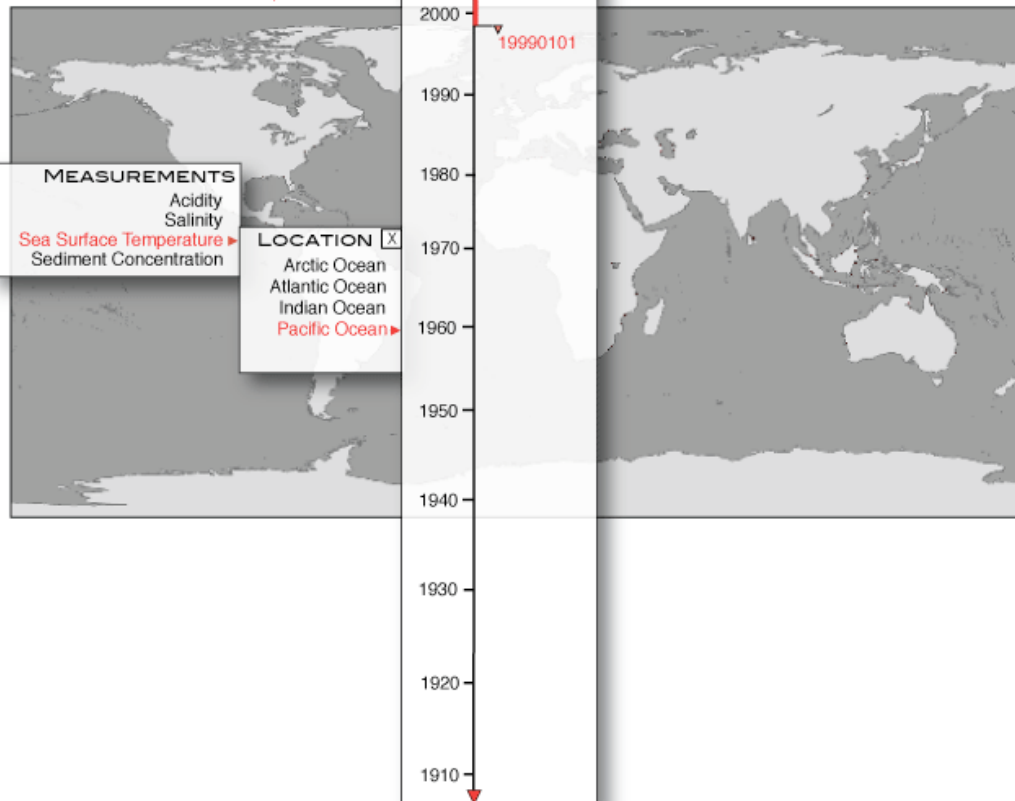 MEASUREMENTS
Acidity
Salinity
Sea Surface Temperature
Sediment Concentration
LOCATION X
Arctic Ocean
Atlantic Ocean
Indian Ocean
Pacific Ocean
2000
19990101
1990
1980
1970
1960
1950
1940
1930
1920
1910